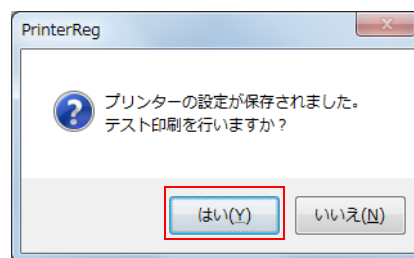 PrinterReg
プリンターの設定が保存されました。
テスト印刷を行いますか？
はい(Y)
いいえ(N)